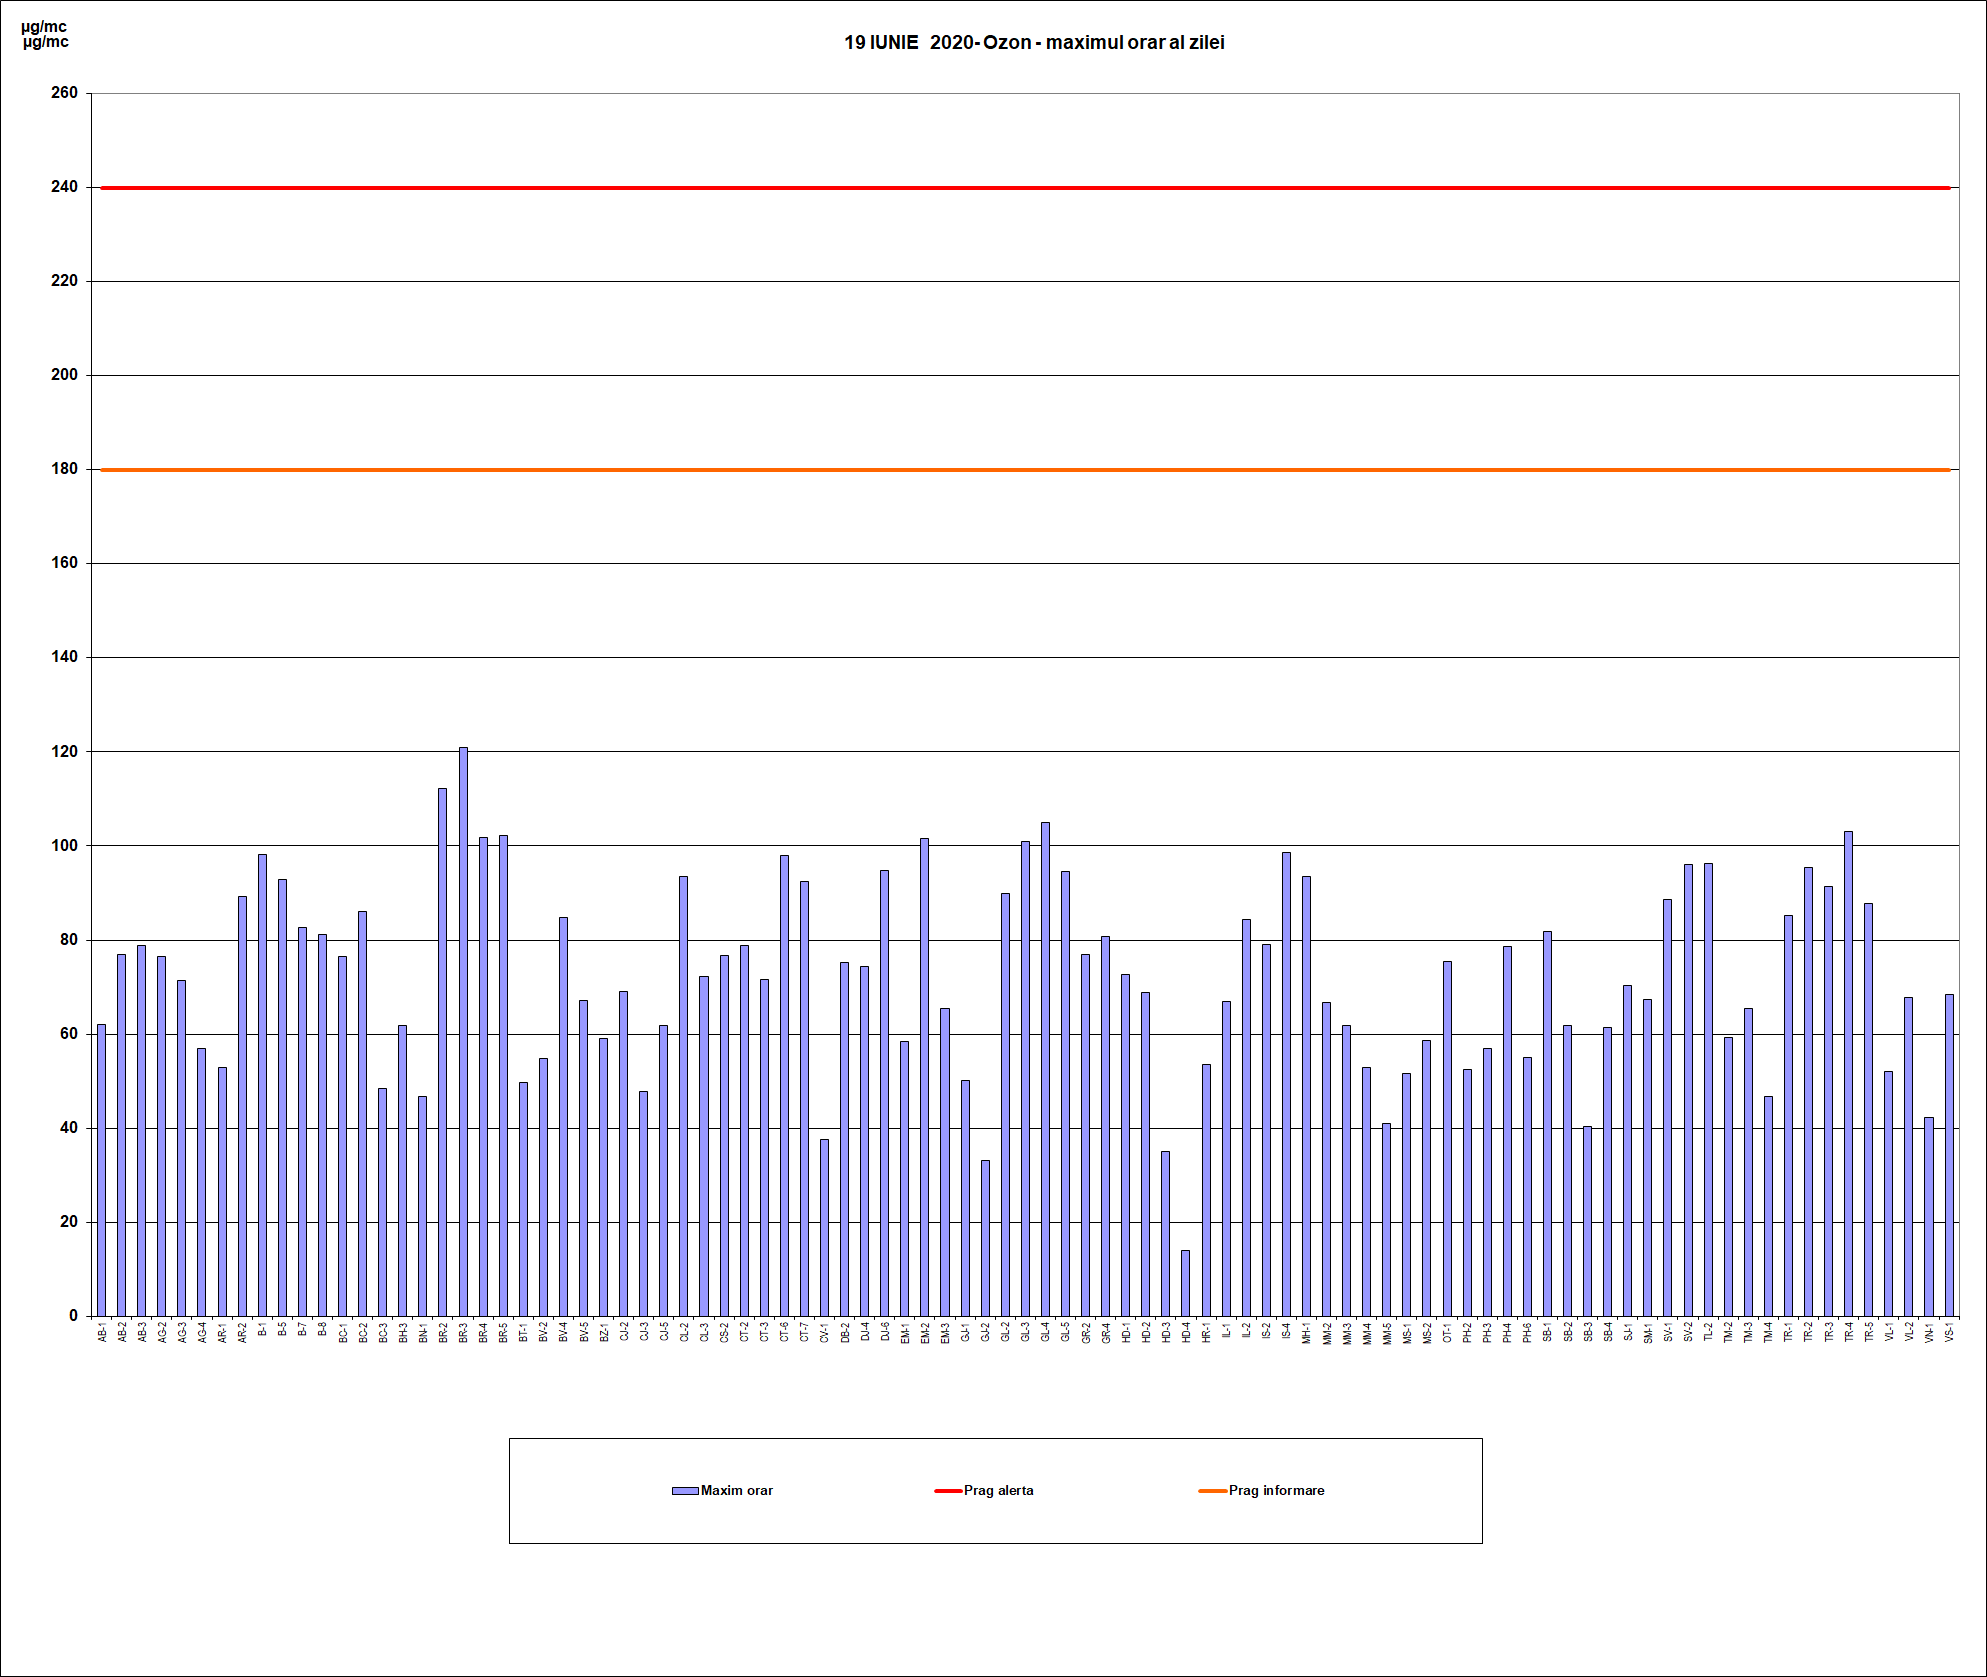 µg/mc
µg/mc
19 IUNIE 2020- Ozon - maximul orar al zilei
260
240
220
200
180
160
140
120
100
80
60
40
20
0
AB-1 AB-2 AB-3 AG-2 AG-3 AG-4 AR-1 AR-2 B-1 B-5 B-7 B-8 BC-1 BC-2 BC-3 BH-3 BN-1 BR-2 BR-3 BR-4 BR-5 BT-1 BV-2 BV-4 BV-5 BZ-1 CJ-2 CJ-3 CJ-5 CL-2 CL-3 CS-2 CT-2 CT-3 CT-6 CT-7 CV-1 DB-2 DJ-4 DJ-6 EM-1 EM-2 EM-3 GJ-1 GJ-2 GL-2 GL-3 GL-4 GL-5 GR-2 GR-4 HD-1 HD-2 HD-3 HD-4 HR-1 IL-1 IL-2 IS-2 IS-4 MH-1 MM-2 MM-3 MM-4 MM-5 MS-1 MS-2 OT-1 PH-2 PH-3 PH-4 PH-6 SB-1 SB-2 SB-3 SB-4 SJ-1 SM-1 SV-1 SV-2 TL-2 TM-2 TM-3 TM-4 TR-1 TR-2 TR-3 TR-4 TR-5 VL-1 VL-2 VN-1 VS-1
Maxim orar Prag alerta Prag informare